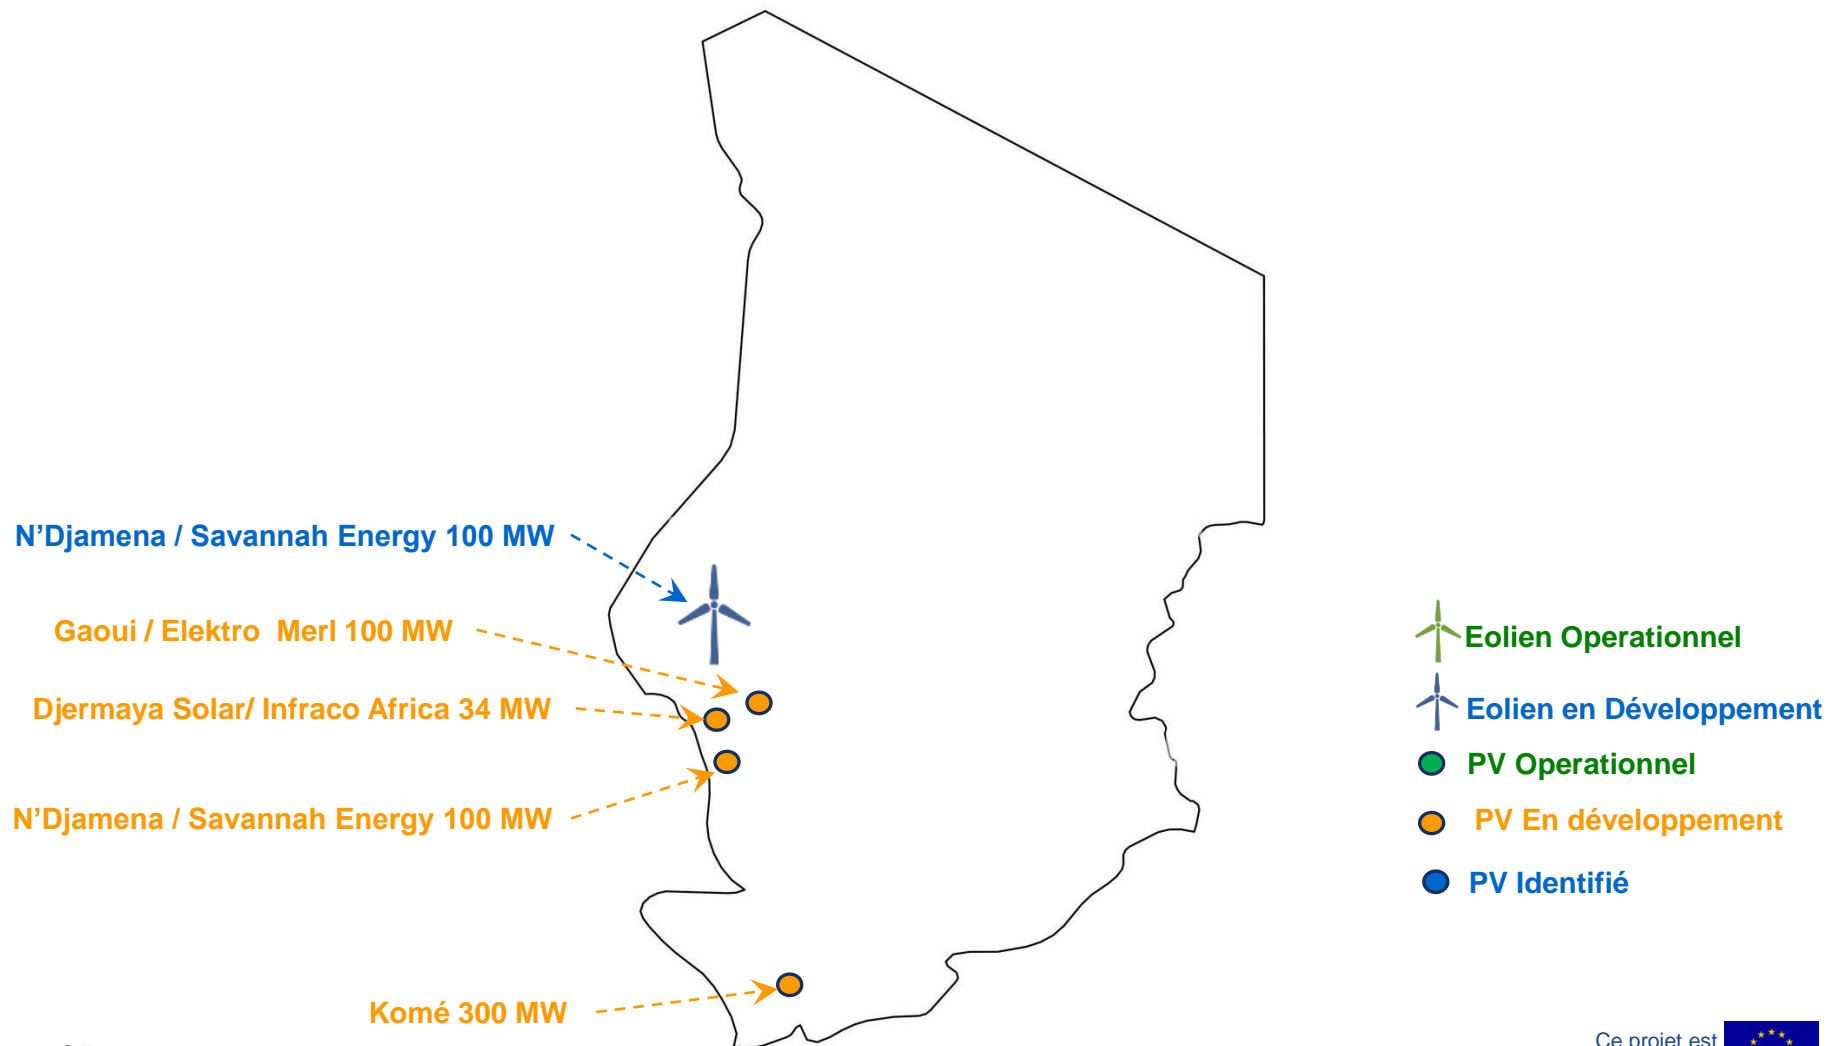 N’Djamena / Savannah Energy 100 MW
Gaoui / Elektro Merl 100 MW
Djermaya Solar/ Infraco Africa 34 MW
N’Djamena / Savannah Energy 100 MW
Komé 300 MW
Eolien Operationnel
Eolien en Développement
PV Operationnel
PV En développement
PV Identifié
Ce projet est